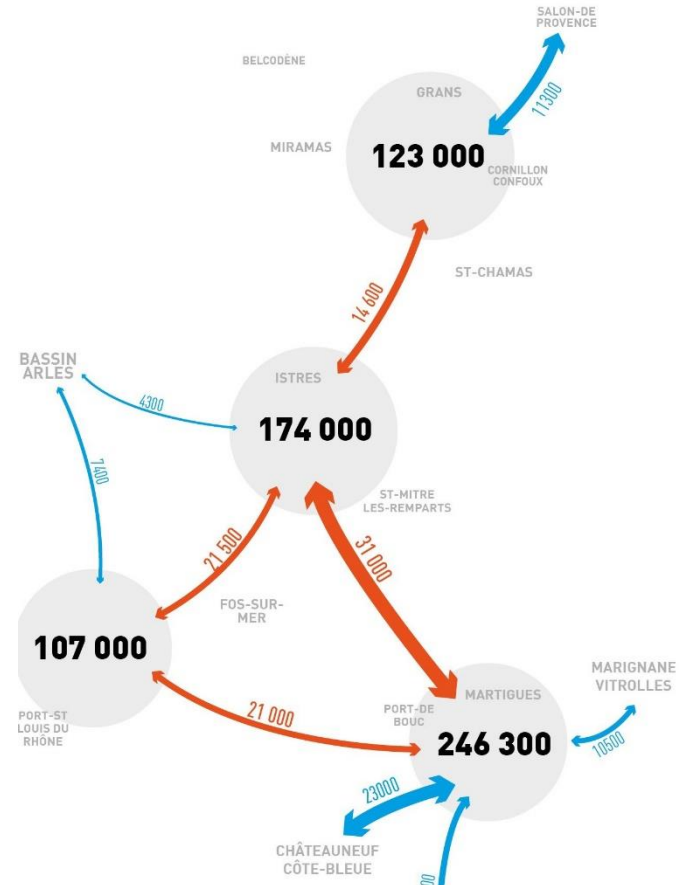 SALON-DE
PROVENCE
BELCODÈNE
GRANS
11300
MIRAMAS
123 000
CORNILLON
CONFOUX
ST-CHAMAS
14 600
BASSIN
ARLES
ISTRES
4300
174 000
7400
ST-MITRE
LES-REMPARTS
21 500
31 000
FOS-SUR-
MER
107 000
MARIGNANE
VITROLLES
MARTIGUES
PORT-DE
BOUC
21 000
PORT-ST
LOUIS DU
RHÔNE
246 300
10500
23000
CHÂTEAUNEUF
CÔTE-BLEUE